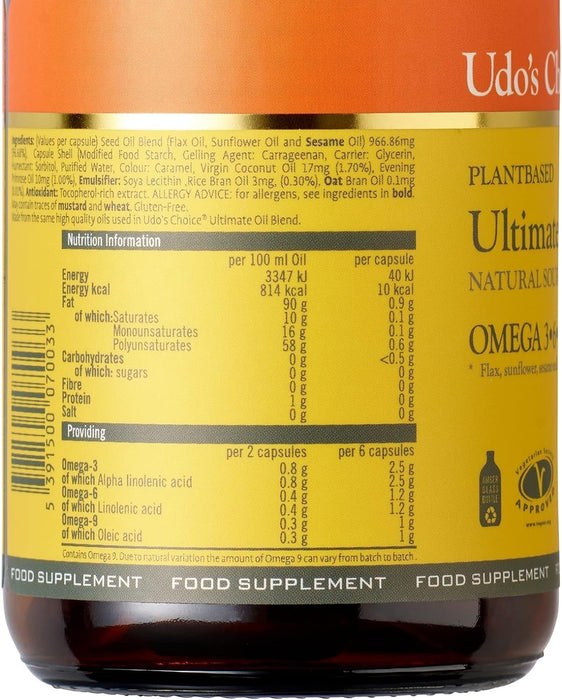 Udo's Ch
Ingredients: (Values per capsule) Seed Oil Blend (Flax Oil, Sunflower Oil and Sesame Oil) 966.86mg
Capsule Shell (Modified Food Starch, Gelling Agent: Carrageenan, Carrier: Glycerin,
Humectant: Sorbitol, Purified Water, Colour: Caramel, Virgin Coconut Oil 17mg (1.70%), Evening
Primrose Oil 10mg (1.00%), Emulsifier: Soya Lecithin ,Rice Bran Oil 3mg, (0.30%), Oat Bran Oil 0.1mg
Antioxidant: Tocopherol-rich extract. ALLERGY ADVICE: for allergens, see ingredients in bold.
May contain traces of mustard and wheat. Gluten-Free.
Made from the same high quality oils used in Udo's Choice® Ultimate Oil Blend.
Nutrition Information
per 100 ml Oil per capsule
Energy 3347 kJ 40 kJ
Energy kcal 814 kcal 10 kcal
Fat 90 g 0.9 g
of which:Saturates 10 g 0.1 g
Monounsaturates 16 g 0.1 g
Polyunsaturates 58 g 0.6 g
Carbohydrates 0 g <0.5 g
of which: sugars 0 g 0 g
Fibre 0 g 0 g
Protein 1 g 0 g
Salt 0 g 0 g
Providing
per 2 capsules per 6 capsules
Omega-3 0.8 g 2.5 g
of which Alpha linolenic acid 0.8 g 2.5 g
Omega-6 0.4 g 1.2 g
of which Linolenic acid 0.4 g 1.2 g
Omega-9 0.3 g 1 g
of which Oleic acid 0.3 g 1 g
Contains Omega 9. Due to natural variation the amount of Omega 9 can vary from batch to batch.
5 391500 070033
PLANTBASED
Ultimate
NATURAL SOU
OMEGA 3•6•
* Flax, sunflower, sesame
AMBER
GLASS
BOTTLE
Vegetarian
V
APPROVED
FOOD SUPPLEMENT FOOD SUPPLEMENT FOOD SUPPLEMENT F